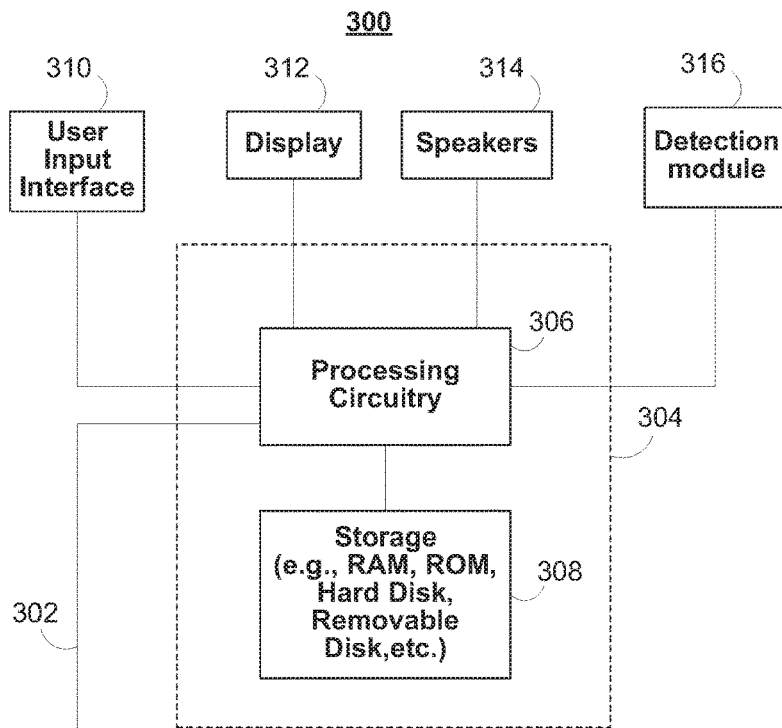 300
310
312
314
316
User
Input
Interface
Display
Speakers
Detection
module
306
Processing
Circuitry
304
Storage
(e.g., RAM, ROM,
Hard Disk,
Removable
Disk,etc.)
308
302